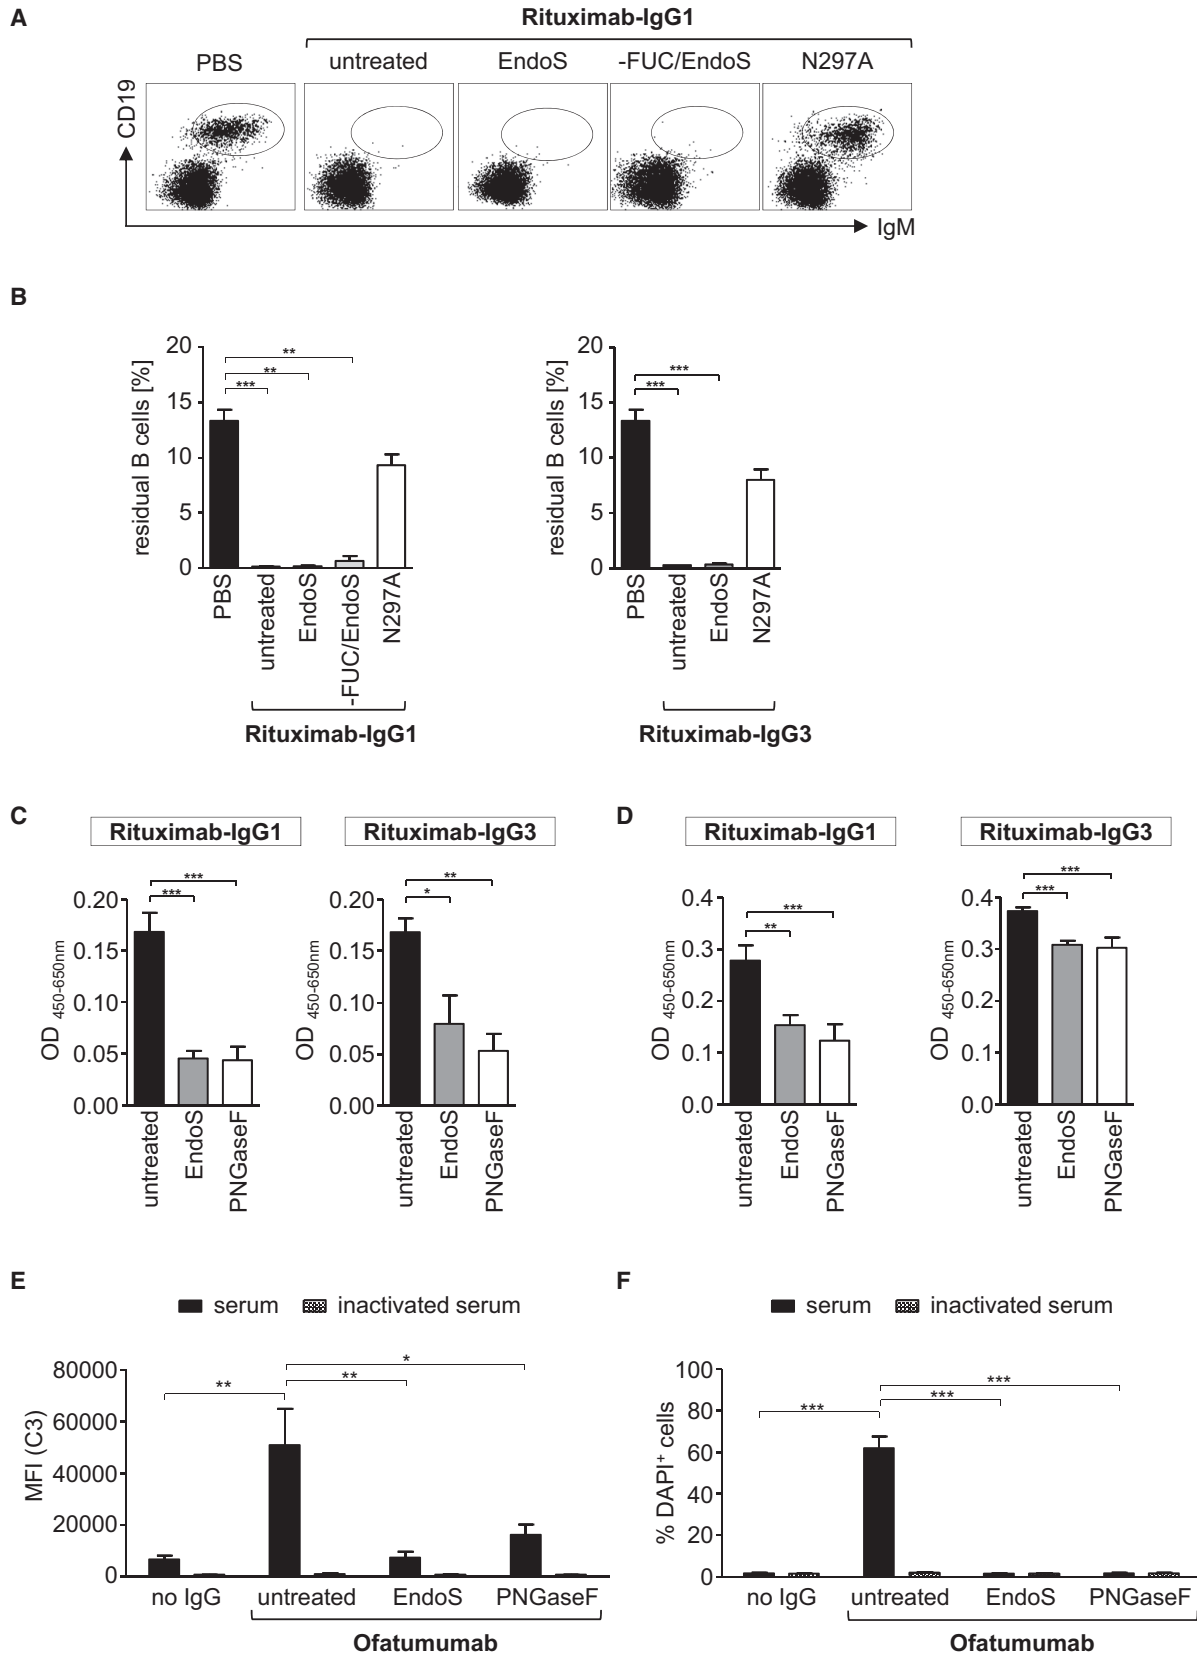 A
Rituximab-IgG1
PBS untreated EndoS -FUC/EndoS N297A
CD19
IgM
B
residual B cells [%]
20
15
10
5
0
** 
**
***
PBS
untreated
EndoS
-FUC/EndoS
N297A
Rituximab-IgG1
residual B cells [%]
20
15
10
5
0
***
***
PBS
untreated
EndoS
N297A
Rituximab-IgG3
C
Rituximab-IgG1
OD 450-650nm
0.20
0.15
0.10
0.05
0.00
***
***
untreated
EndoS
PNGaseF
Rituximab-IgG3
OD 450-650nm
0.20
0.15
0.10
0.05
0.00
**
*
untreated
EndoS
PNGaseF
D
Rituximab-IgG1
OD 450-650nm
0.4
0.3
0.2
0.1
0.0
***
**
untreated
EndoS
PNGaseF
Rituximab-IgG3
OD 450-650nm
0.4
0.3
0.2
0.1
0.0
***
***
untreated
EndoS
PNGaseF
E
serum inactivated serum
MFI (C3)
80000
60000
40000
20000
0
*
**
**
no IgG untreated EndoS PNGaseF
Ofatumumab
F
serum inactivated serum
% DAPI+ cells
100
80
60
40
20
0
***
***
***
no IgG untreated EndoS PNGaseF
Ofatumumab